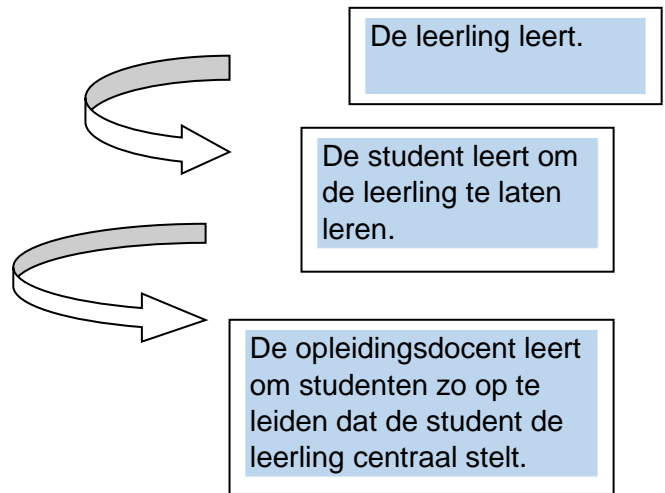 De leerling leert.
De student leert om
de leerling te laten
leren.
De opleidingsdocent leert
om studenten zo op te
leiden dat de student de
leerling centraal stelt.